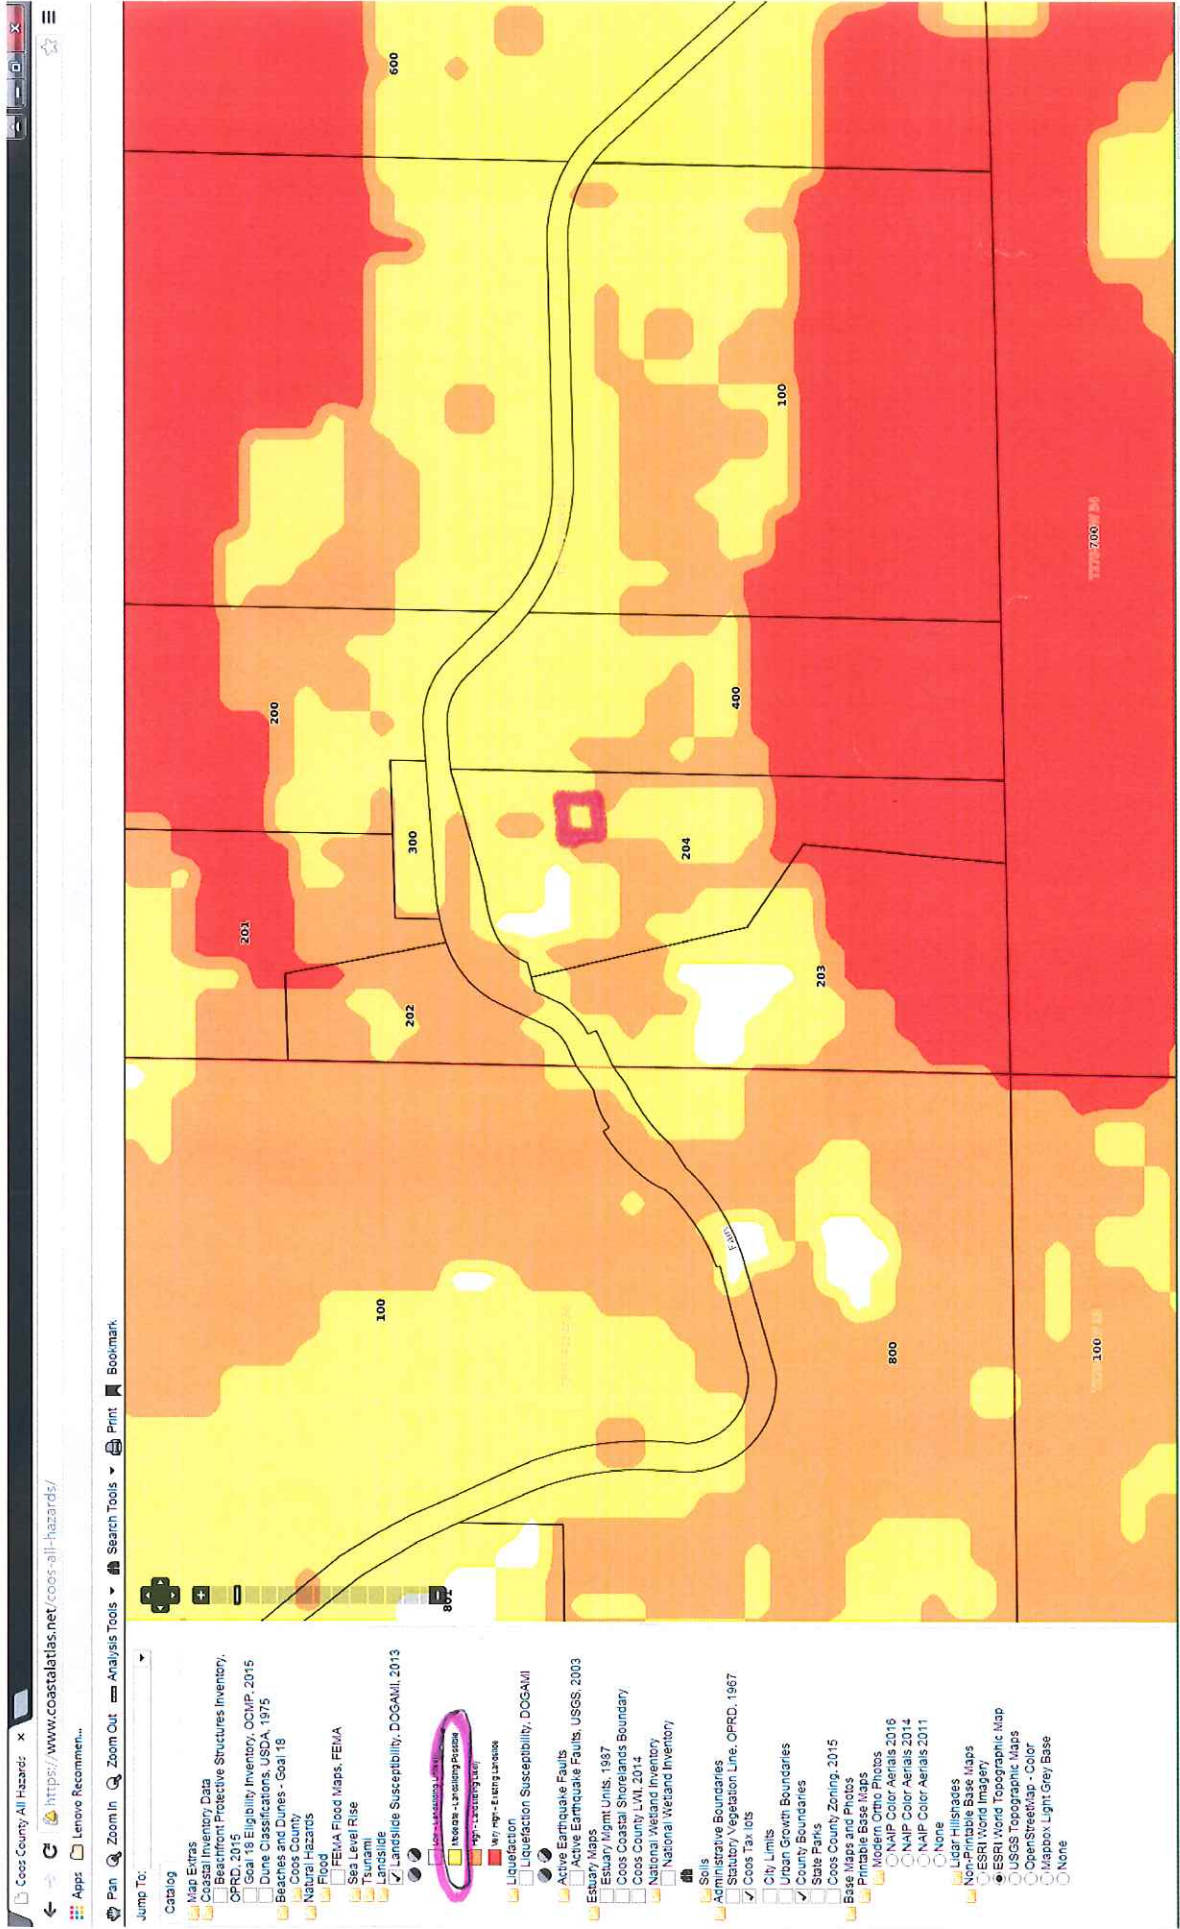 Coos County All Hazards ×
https://www.coastalatlas.net/coos-all-hazards/
Apps Lenovo Recommen...
Pan Zoom In Zoom Out Analysis Tools Search Tools Print Bookmark
Jump To:
Catalog
Map Extras
Coastal Inventory Data
Beachfront Protective Structures Inventory,
OPRD, 2015
Goal 18 Eligibility Inventory, OCMP, 2015
Dune Classifications, USDA, 1975
Beaches and Dunes - Goal 18
Coos County
Natural Hazards
Flood
FEMA Flood Maps, FEMA
Sea Level Rise
Tsunami
Landslide
Landslide Susceptibility, DOGAMI, 2013
Moderate - Landsliding Possible
Very High - Existing Landslide
Liquefaction
Liquefaction Susceptibility, DOGAMI
Active Earthquake Faults
Active Earthquake Faults, USGS, 2003
Estuary Maps
Estuary Mgmt Units, 1987
Coos Coastal Shorelands Boundary
Coos County LWI, 2014
National Wetland Inventory
National Wetland Inventory
Soils
Administrative Boundaries
Statutory Vegetation Line, OPRD, 1967
Coos Tax lots
City Limits
Urban Growth Boundaries
County Boundaries
State Parks
Coos County Zoning, 2015
Base Maps and Photos
Printable Base Maps
Modern Ortho Photos
NAIP Color Aerials 2016
NAIP Color Aerials 2014
NAIP Color Aerials 2011
None
Lidar Hillshades
Non-Printable Base Maps
ESRI World Imagery
ESRI World Topographic Map
USGS Topographic Maps
OpenStreetMap - Color
Mapbox Light Grey Base
None
600
200
201
300
202
100
801
100
400
204
203
800
700
100